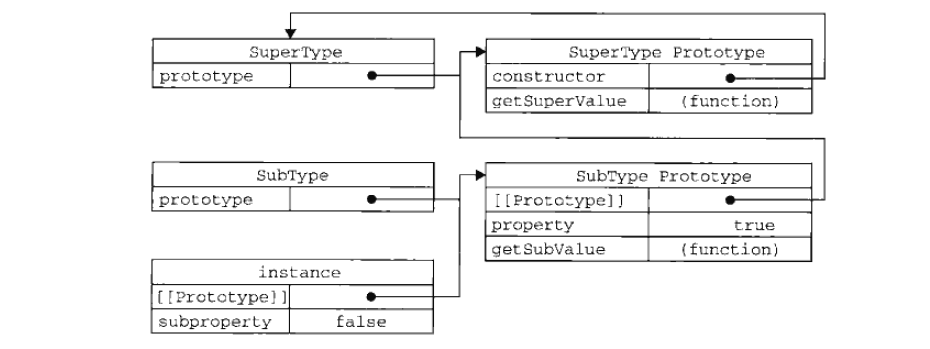 SuperType
prototype
SuperType Prototype
constructor
getSuperValue (function)
SubType
prototype
SubType Prototype
[[Prototype]]
property true
getSubValue (function)
instance
[[Prototype]]
subproperty false